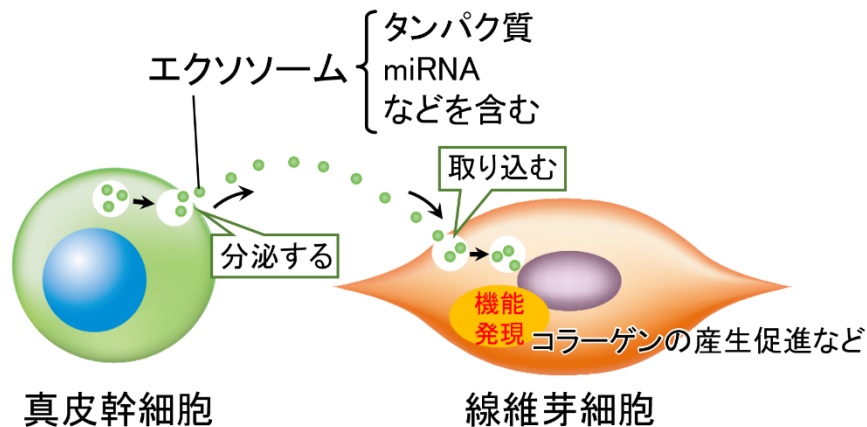 エクソソーム
タンパク質
miRNA
などを含む
取り込む
分泌する
機能
発現
コラーゲンの産生促進など
真皮幹細胞
線維芽細胞